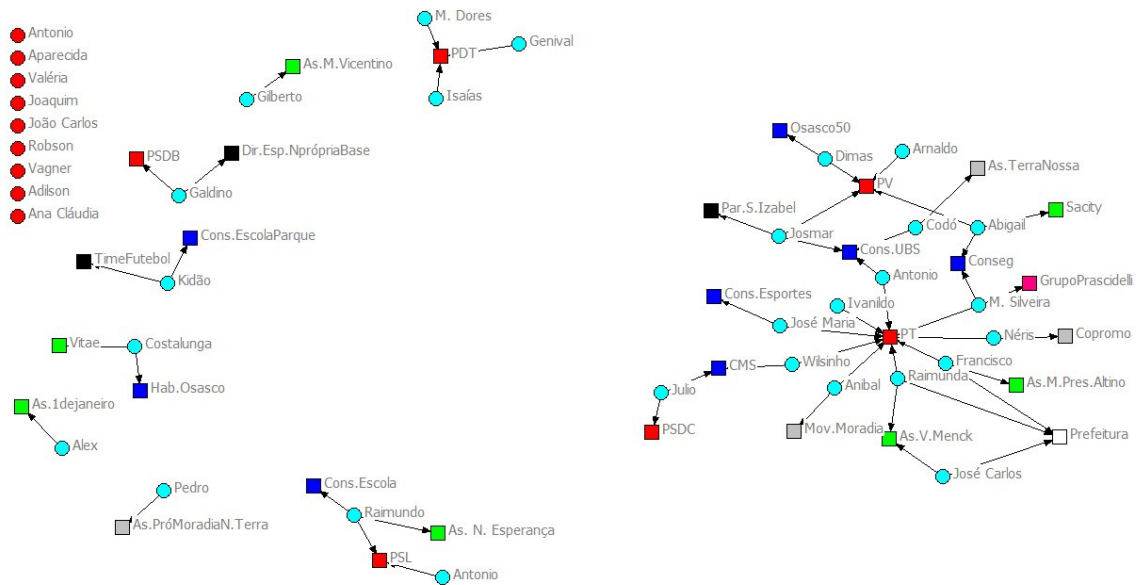 Antonio
Aparecida
Valéria
Joaquim
João Carlos
Robson
Vagner
Adilson
Ana Cláudia
M. Dores
Genival
PDT
Isaías
As.M.Vicentino
Gilberto
PSDB
Dir.Esp.NprópriaBase
Galdino
Cons.EscolaParque
TimeFutebol
Kidão
Vitae
Costalunga
Hab.Osasco
As.1dejaneiro
Alex
Pedro
As.PróMoradiaN.Terra
Cons.Escola
Raimundo
As. N. Esperança
PSL
Antonio
Osasco50
Dimas
Arnaldo
As.TerraNossa
PV
Par.S.Izabel
Sacity
Josmar
Codó
Abigail
Cons.UBS
Conseg
Antonio
GrupoPrascidelli
Cons.Esportes
Ivanildo
M. Silveira
José Maria
PT
Néris
Copromo
CMS
Wilsinho
Francisco
Julio
Anibal
Raimunda
As.M.Pres.Altino
PSDC
Mov.Moradia
As.V.Menck
Prefeitura
José Carlos